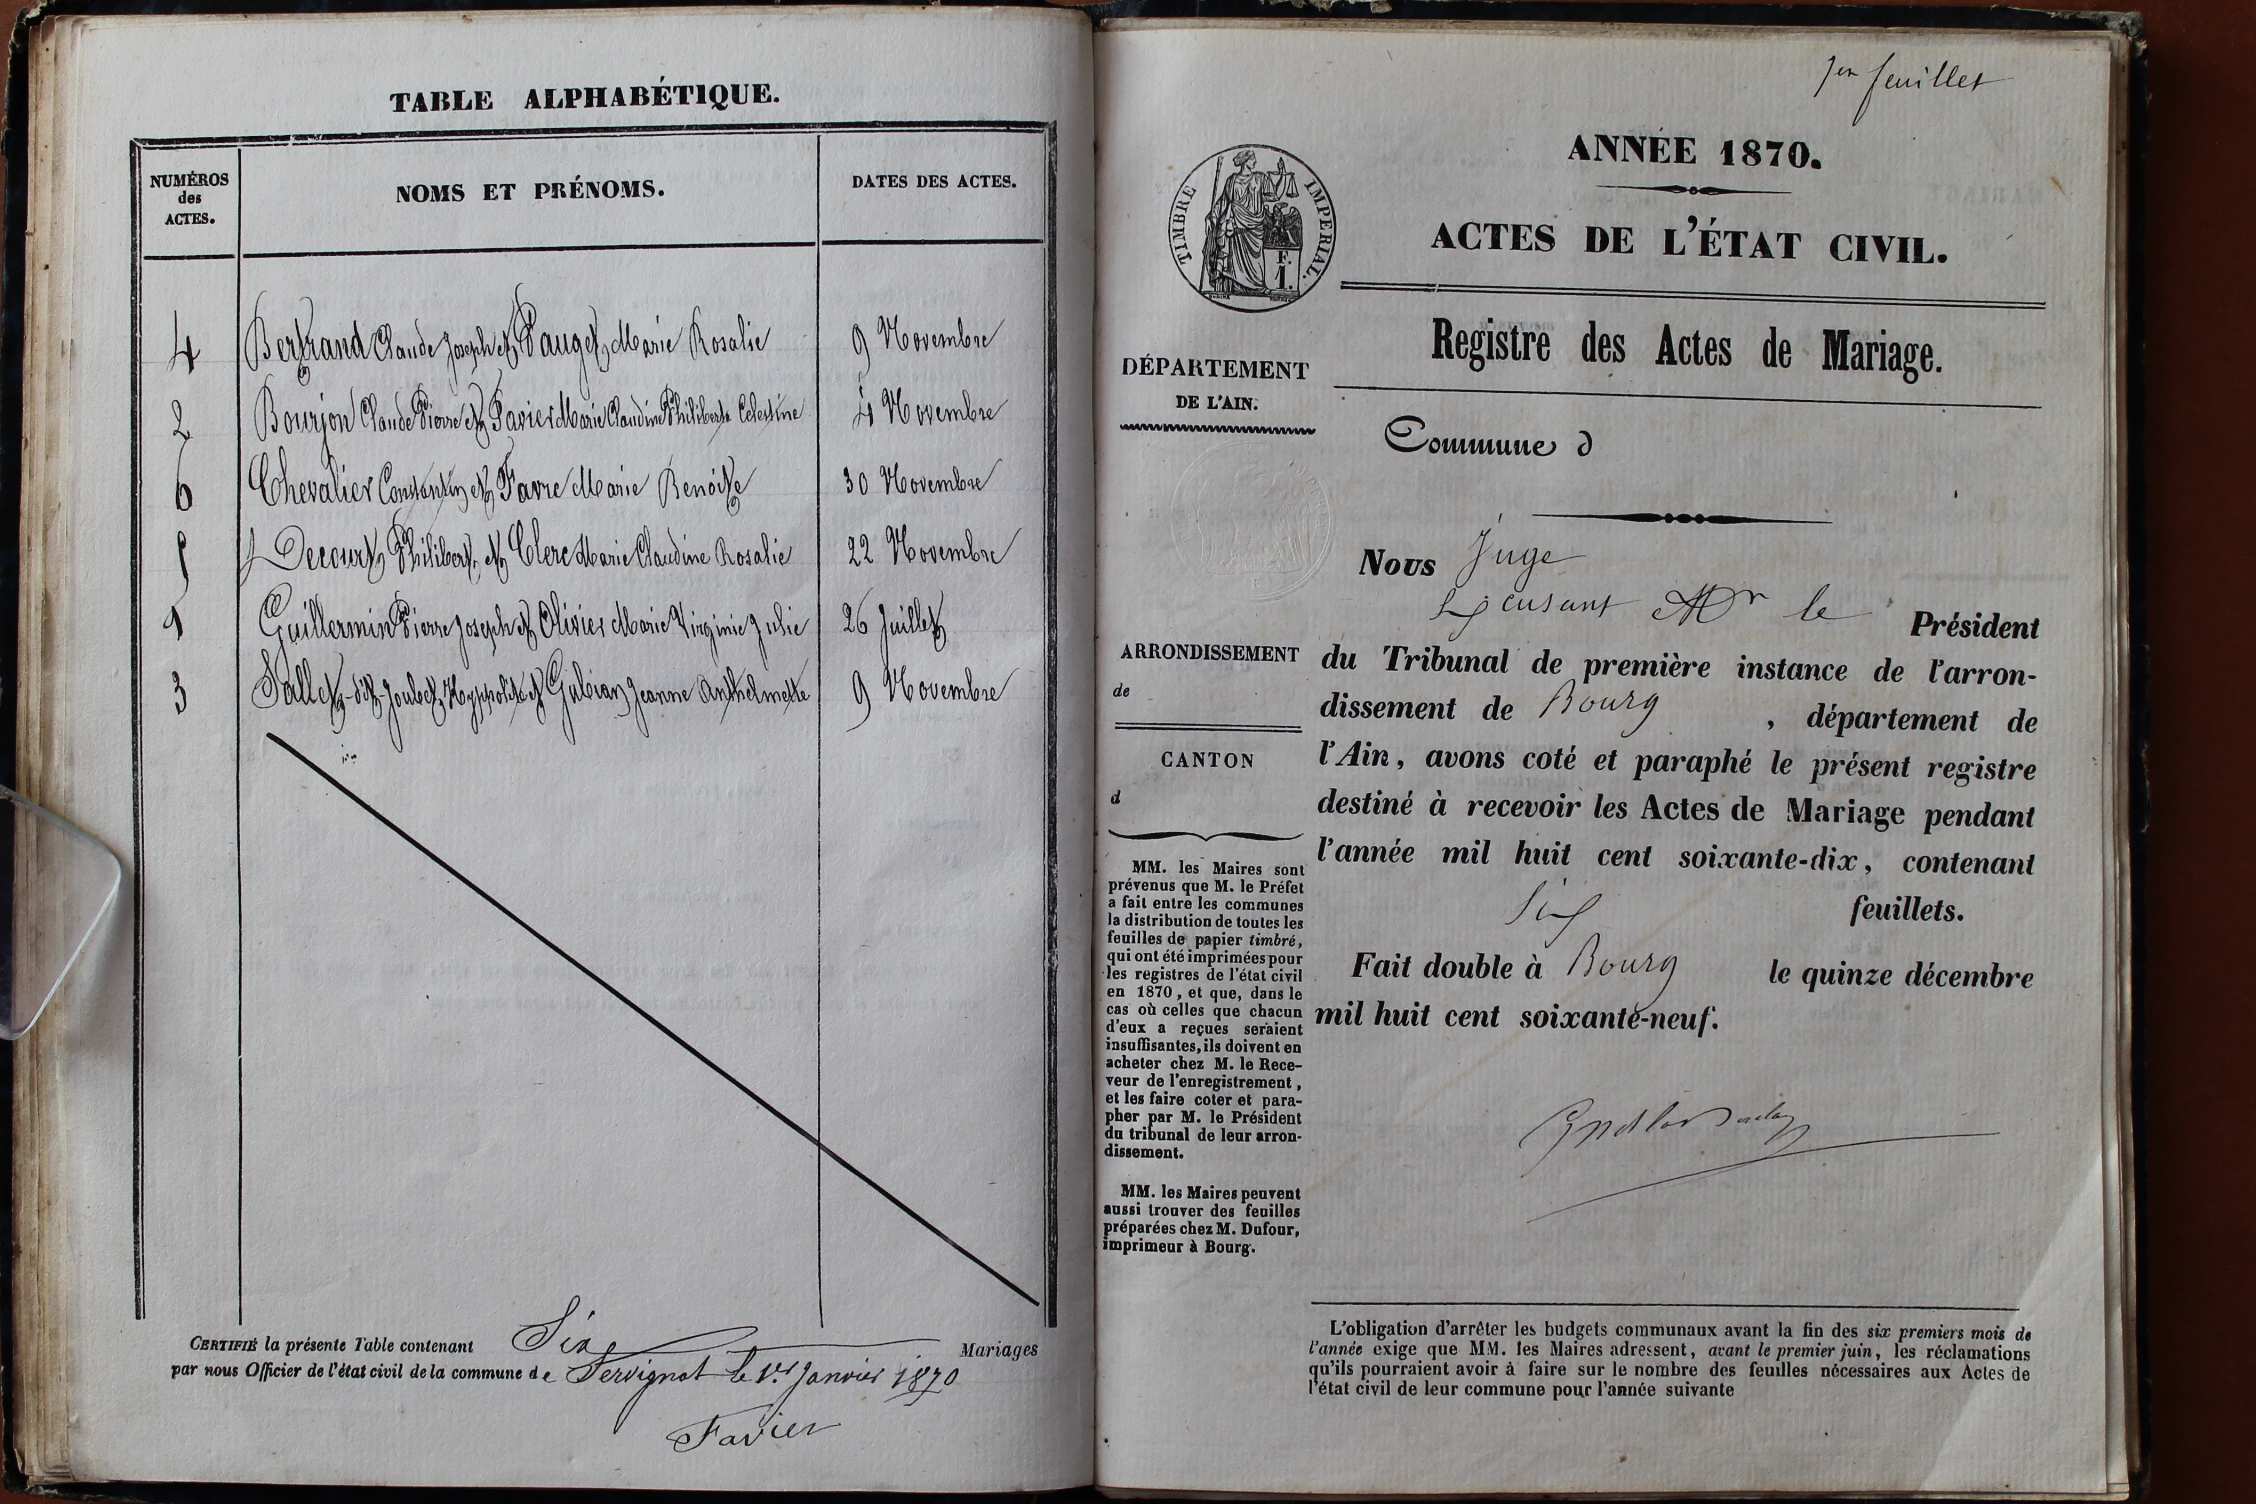 TABLE ALPHABÉTIQUE.
NUMÉROS
des
ACTES.
NOMS ET PRÉNOMS.
DATES DES ACTES.
4 Bertrand Claude Joseph et Pauget Marie Rosalie 9 Novembre
2 Bourjon Claude Pierre et Favier Marie Claudine Philiberte Celestine 4 Novembre
6 Chevalier Constantin et Favre Marie Benoite 30 Novembre
5 Decourt Philibert et Clerc Marie Claudine Rosalie 22 Novembre
1 Guillermin Pierre Joseph et Olivier Marie Virginie Julie 26 Juillet
3 Sallet-dit-Joubet Hyppolite et Gubian Jeanne Anthelmette 9 Novembre
CERTIFIÉ la présente Table contenant Six Mariages
par nous Officier de l'état civil de la commune de Servignat le 1er Janvier 1870
Favier
1er feuillet
ANNÉE 1870.
ACTES DE L'ÉTAT CIVIL.
TIMBRE IMPERIAL.
F.
1.
Registre des Actes de Mariage.
DÉPARTEMENT
DE L'AIN.
Commune d
Nous Juge
Mr le Président
du Tribunal de première instance de l'arron-
dissement de Bourg , département de
l'Ain, avons coté et paraphé le présent registre
destiné à recevoir les Actes de Mariage pendant
l'année mil huit cent soixante-dix, contenant
Six feuillets.
Fait double à Bourg le quinze décembre
mil huit cent soixante-neuf.
ARRONDISSEMENT
de
CANTON
d
MM. les Maires sont
prévenus que M. le Préfet
a fait entre les communes
la distribution de toutes les
feuilles de papier timbré,
qui ont été imprimées pour
les registres de l'état civil
en 1870, et que, dans le
cas où celles que chacun
d'eux a reçues seraient
insuffisantes, ils doivent en
acheter chez M. le Rece-
veur de l'enregistrement,
et les faire coter et para-
pher par M. le Président
du tribunal de leur arron-
dissement.
MM. les Maires peuvent
aussi trouver des feuilles
préparées chez M. Dufour,
imprimeur à Bourg.
L'obligation d'arrêter les budgets communaux avant la fin des six premiers mois de
l'année exige que MM. les Maires adressent, avant le premier juin, les réclamations
qu'ils pourraient avoir à faire sur le nombre des feuilles nécessaires aux Actes de
l'état civil de leur commune pour l'année suivante